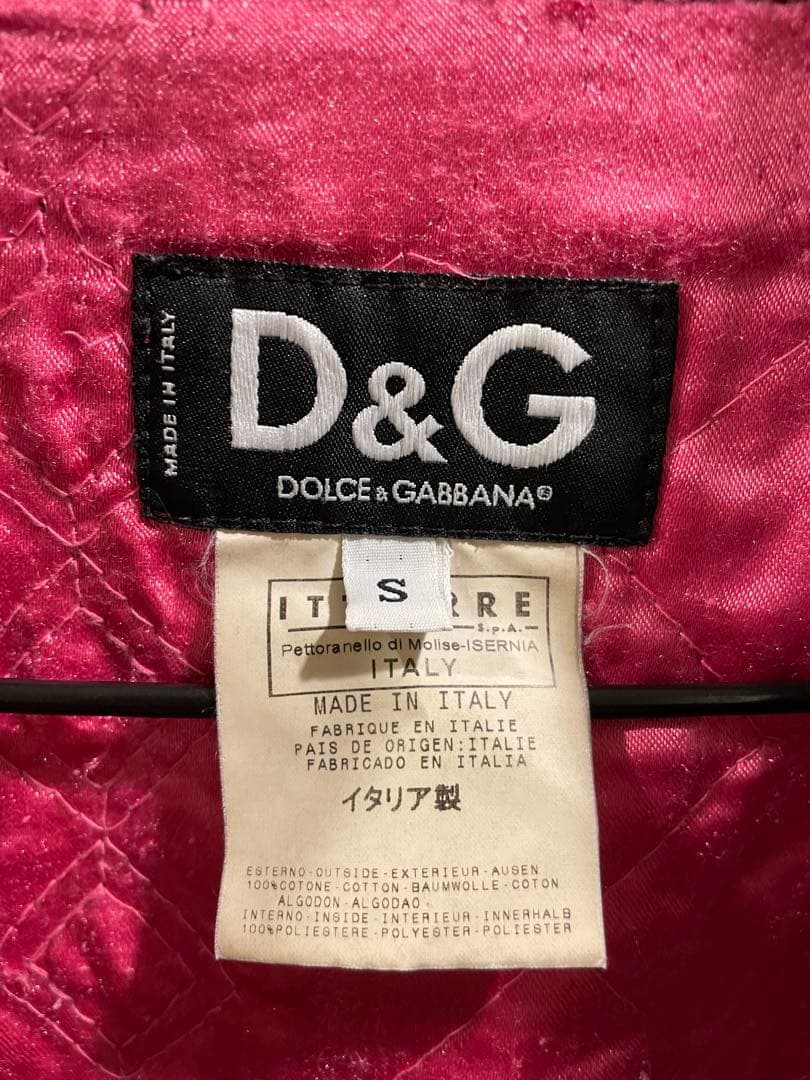 MADE IN ITALY
D&G
DOLCE & GABBANA®
S
S.p.A.
Pettoranello di Molise-ISERNIA
ITALY
MADE IN ITALY
FABRIQUE EN ITALIE
PAIS DE ORIGEN:ITALIE
FABRICADO EN ITALIA
イタリア製
ESTERNO-OUTSIDE-EXTERIEUR-AUSEN
100%COTONE-COTTON-BAUMWOLLE-COTON
ALGODON-ALGODAO
INTERNO-INSIDE-INTERIEUR-INNERHALB
100%POLIESTERE-POLYESTER-POLIESTER